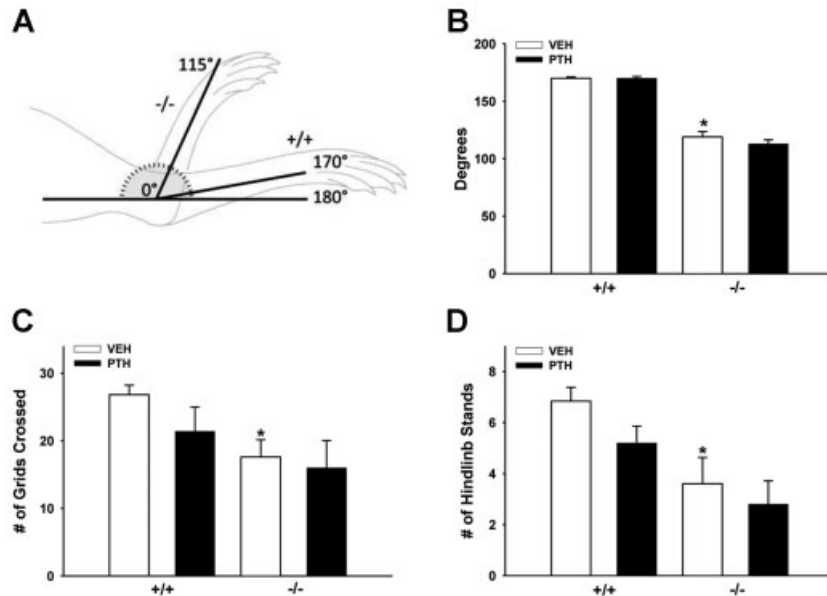 A
115°
-/-
+/+
170°
0°
180°
B
VEH
PTH
200
150
100
50
0
Degrees
*
+/+
-/-
C
VEH
PTH
30
20
10
0
# of Grids Crossed
*
+/+
-/-
D
VEH
PTH
8
6
4
2
0
# of Hindlinb Stands
*
+/+
-/-